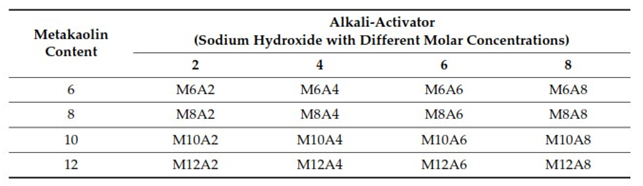 Metakaolin Content
Alkali-Activator
(Sodium Hydroxide with Different Molar Concentrations)
2 4 6 8
6 M6A2 M6A4 M6A6 M6A8
8 M8A2 M8A4 M8A6 M8A8
10 M10A2 M10A4 M10A6 M10A8
12 M12A2 M12A4 M12A6 M12A8